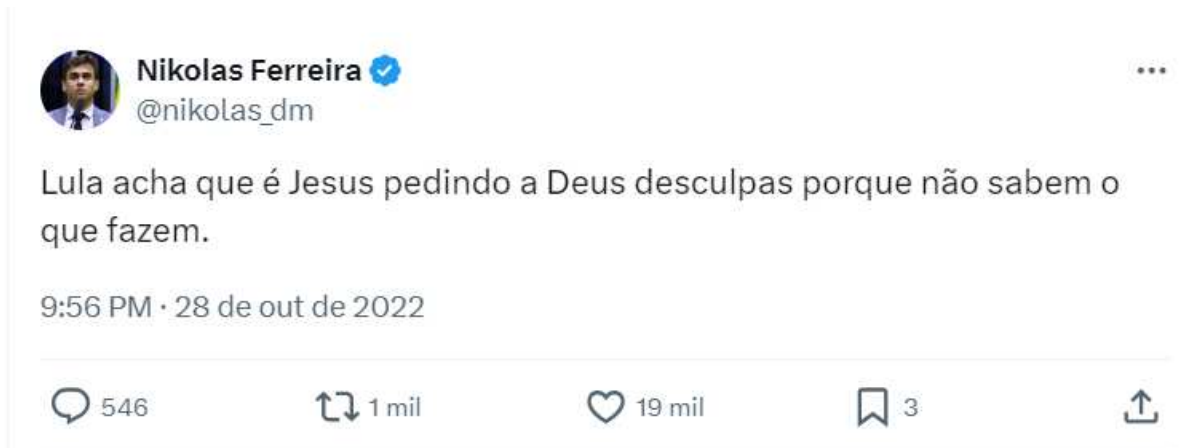 Nikolas Ferreira
@nikolas_dm
Lula acha que é Jesus pedindo a Deus desculpas porque não sabem o
que fazem.
9:56 PM · 28 de out de 2022
546 1 mil 19 mil 3